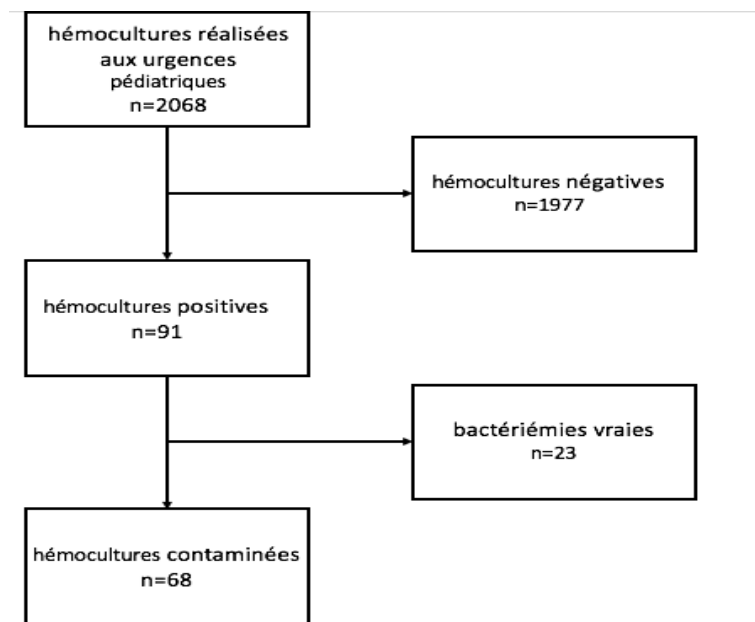 hémocultures réalisées
aux urgences
pédiatriques
n=2068
hémocultures négatives
n=1977
hémocultures positives
n=91
bactériémies vraies
n=23
hémocultures contaminées
n=68